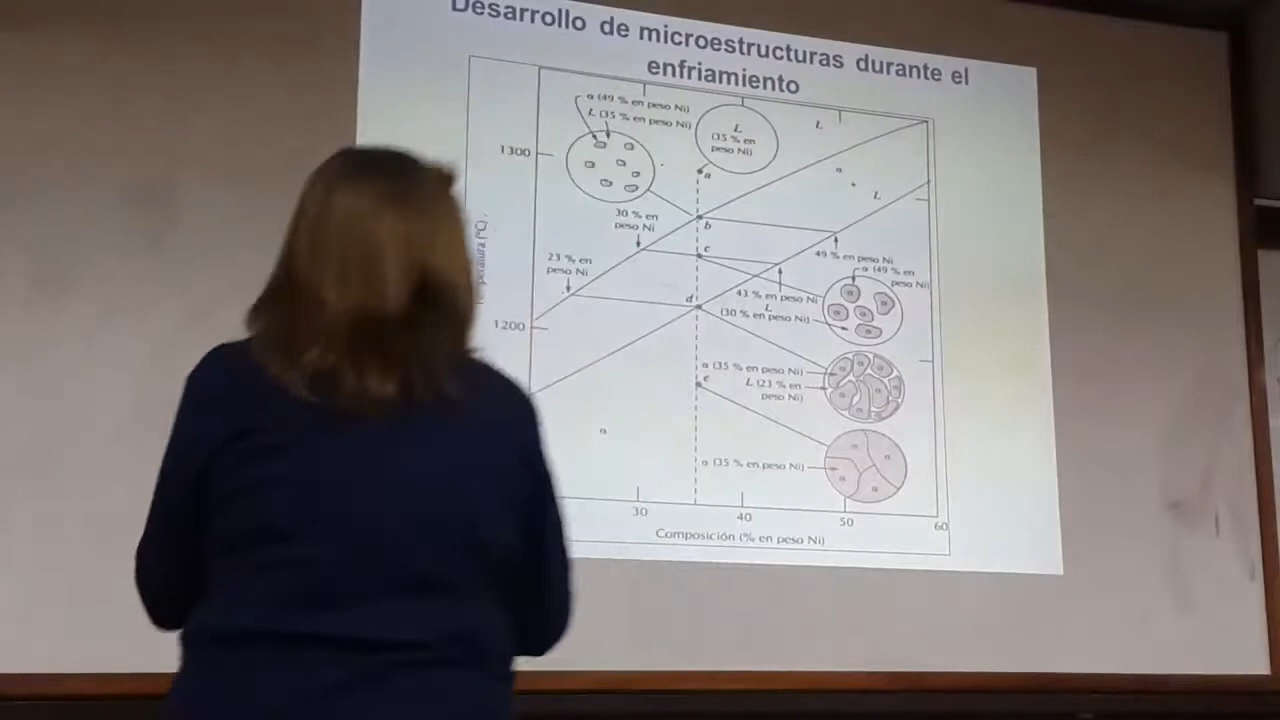 Desarrollo de microestructuras durante el
enfriamiento
α (49 % en peso Ni)
L (35 % en peso Ni)
L
(35 % en
peso Ni)
L
1300
a
α
+
L
30 % en
peso Ni
b
c
49 % en peso Ni
23 % en
peso Ni
α (49 % en
peso Ni)
43 % en peso Ni
L
(30 % en peso Ni)
α
α
α
α
α
d
1200
α (35 % en peso Ni)
L (23 % en
peso Ni)
e
α
α (35 % en peso Ni)
α
α
α
α
30
40
50
60
Composición (% en peso Ni)